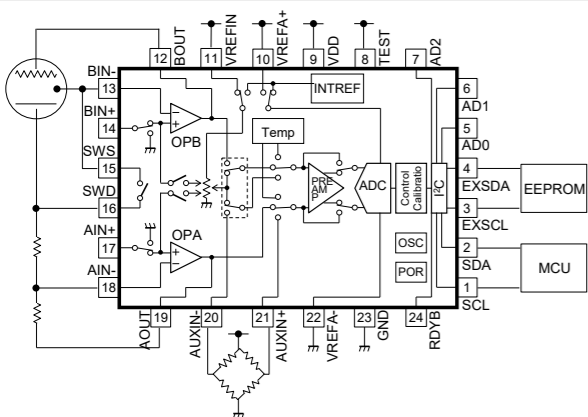 BOUT
VREFIN
VREFA+
VDD
TEST
AD2
12
11
10
9
8
7
BIN-
13
BIN+
14
SWS
15
SWD
16
AIN+
17
AIN-
18
OPB
INTREF
Temp
PRE
AM
P
ADC
Control
Calibratio
I²C
OSC
POR
OPA
6
AD1
5
AD0
4
EXSDA
3
EXSCL
2
SDA
1
SCL
EEPROM
MCU
19
20
21
22
23
24
AOUT
AUXIN-
AUXIN+
VREFA-
GND
RDYB